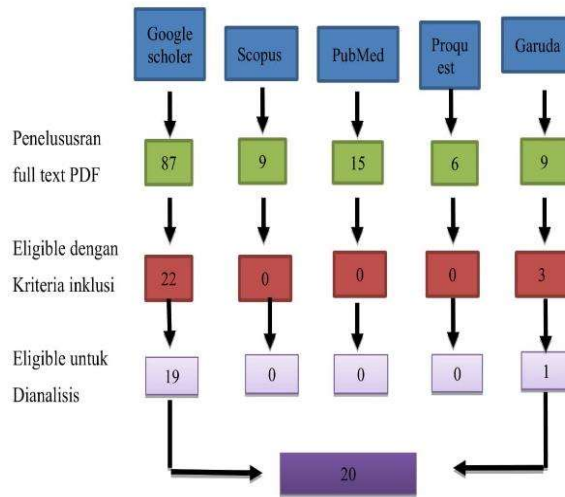 Google
scholer
Scopus
PubMed
Proqu
est
Garuda
Penelususran
full text PDF
87
9
15
6
9
Eligible dengan
Kriteria inklusi
22
0
0
0
3
Eligible untuk
Dianalisis
19
0
0
0
1
20